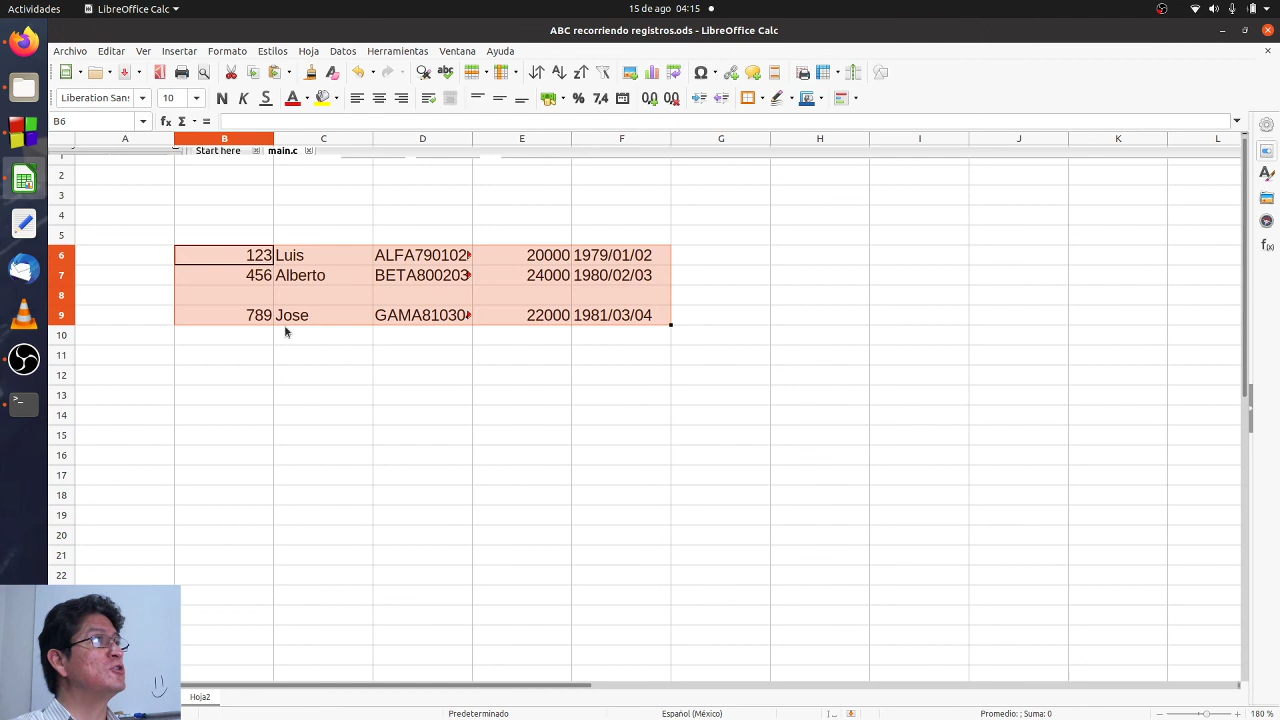 Actividades LibreOffice Calc 15 de ago 04:15
ABC recorriendo registros.ods - LibreOffice Calc
Archivo Editar Ver Insertar Formato Estilos Hoja Datos Herramientas Ventana Ayuda
Liberation Sans 10 N K S A
B6 fx Σ =
A B C D E F G H I J K L
Start here main.c
2
3
4
5
6 123 Luis ALFA790102 20000 1979/01/02
7 456 Alberto BETA800203 24000 1980/02/03
8
9 789 Jose GAMA81030 22000 1981/03/04
10
11
12
13
14
15
16
17
18
19
20
21
22
Hoja2
Predeterminado Español (México) Promedio: ; Suma: 0 180 %